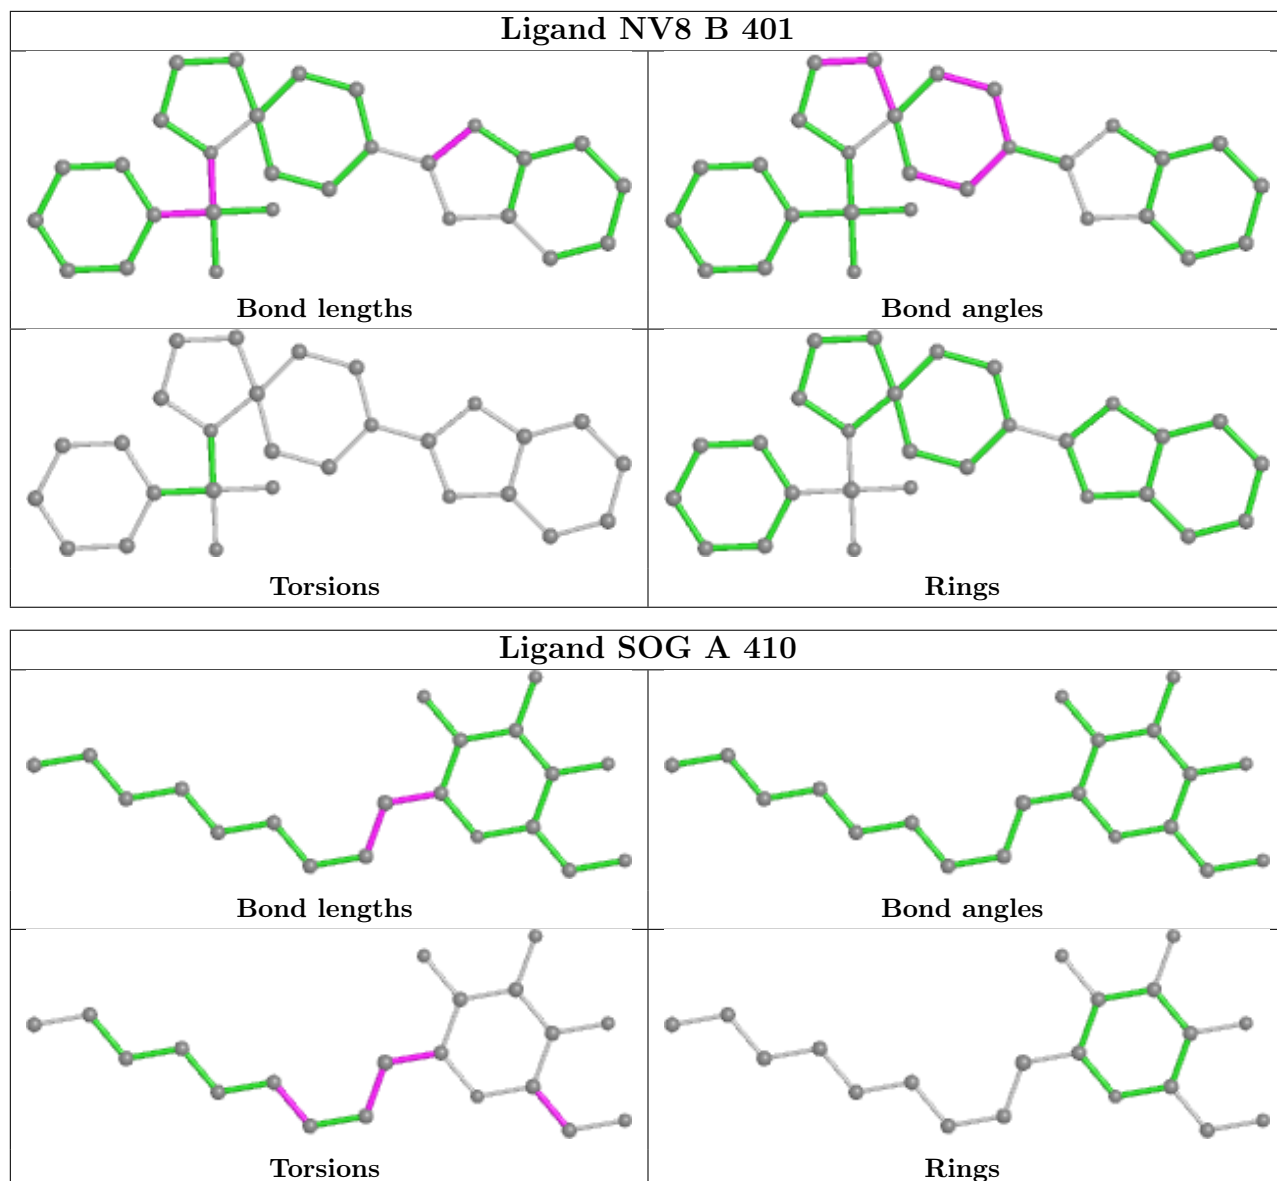 Ligand NV8 B 401
Bond lengths
Bond angles
Torsions
Rings
Ligand SOG A 410
Bond lengths
Bond angles
Torsions
Rings